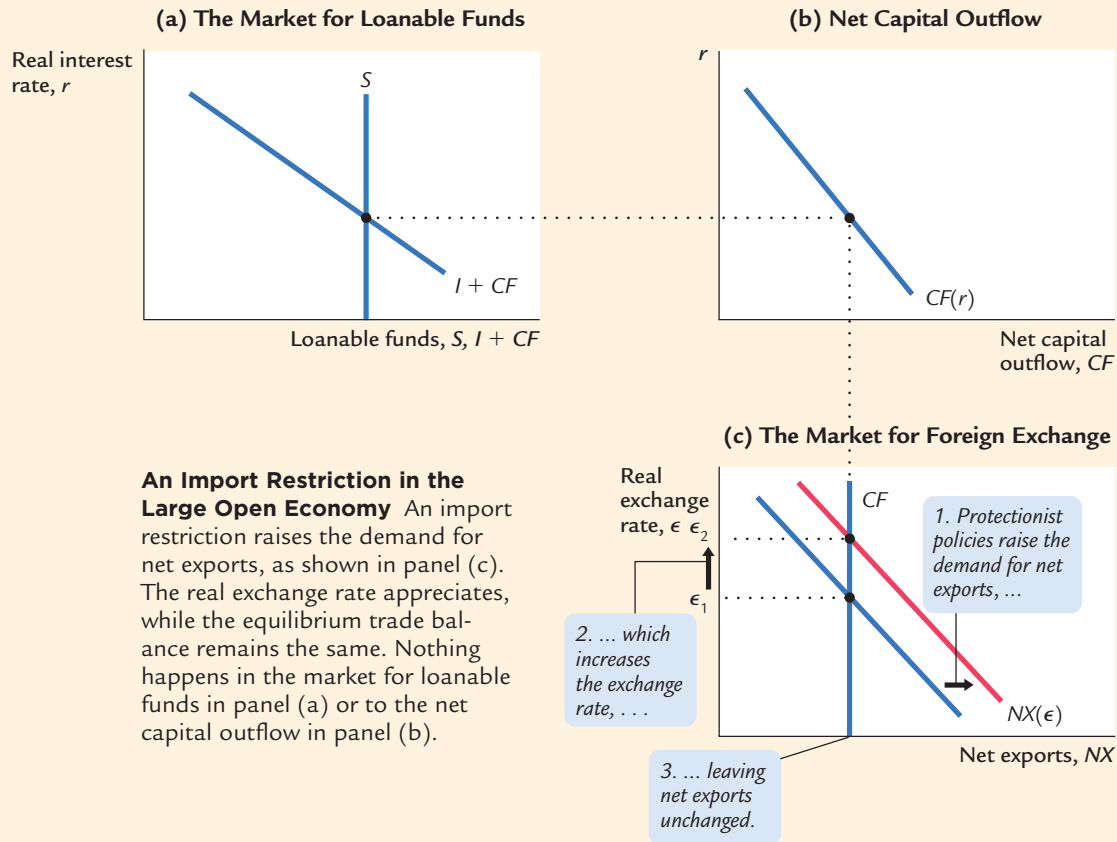 (a) The Market for Loanable Funds
Real interest
rate, r
S
I + CF
Loanable funds, S, I + CF
(b) Net Capital Outflow
r
CF(r)
Net capital
outflow, CF
An Import Restriction in the
Large Open Economy An import
restriction raises the demand for
net exports, as shown in panel (c).
The real exchange rate appreciates,
while the equilibrium trade bal-
ance remains the same. Nothing
happens in the market for loanable
funds in panel (a) or to the net
capital outflow in panel (b).
(c) The Market for Foreign Exchange
Real
exchange
rate, ϵ ϵ₂
ϵ₁
CF
1. Protectionist
policies raise the
demand for net
exports, ...
2. ... which
increases
the exchange
rate, . . .
NX(ϵ)
Net exports, NX
3. ... leaving
net exports
unchanged.